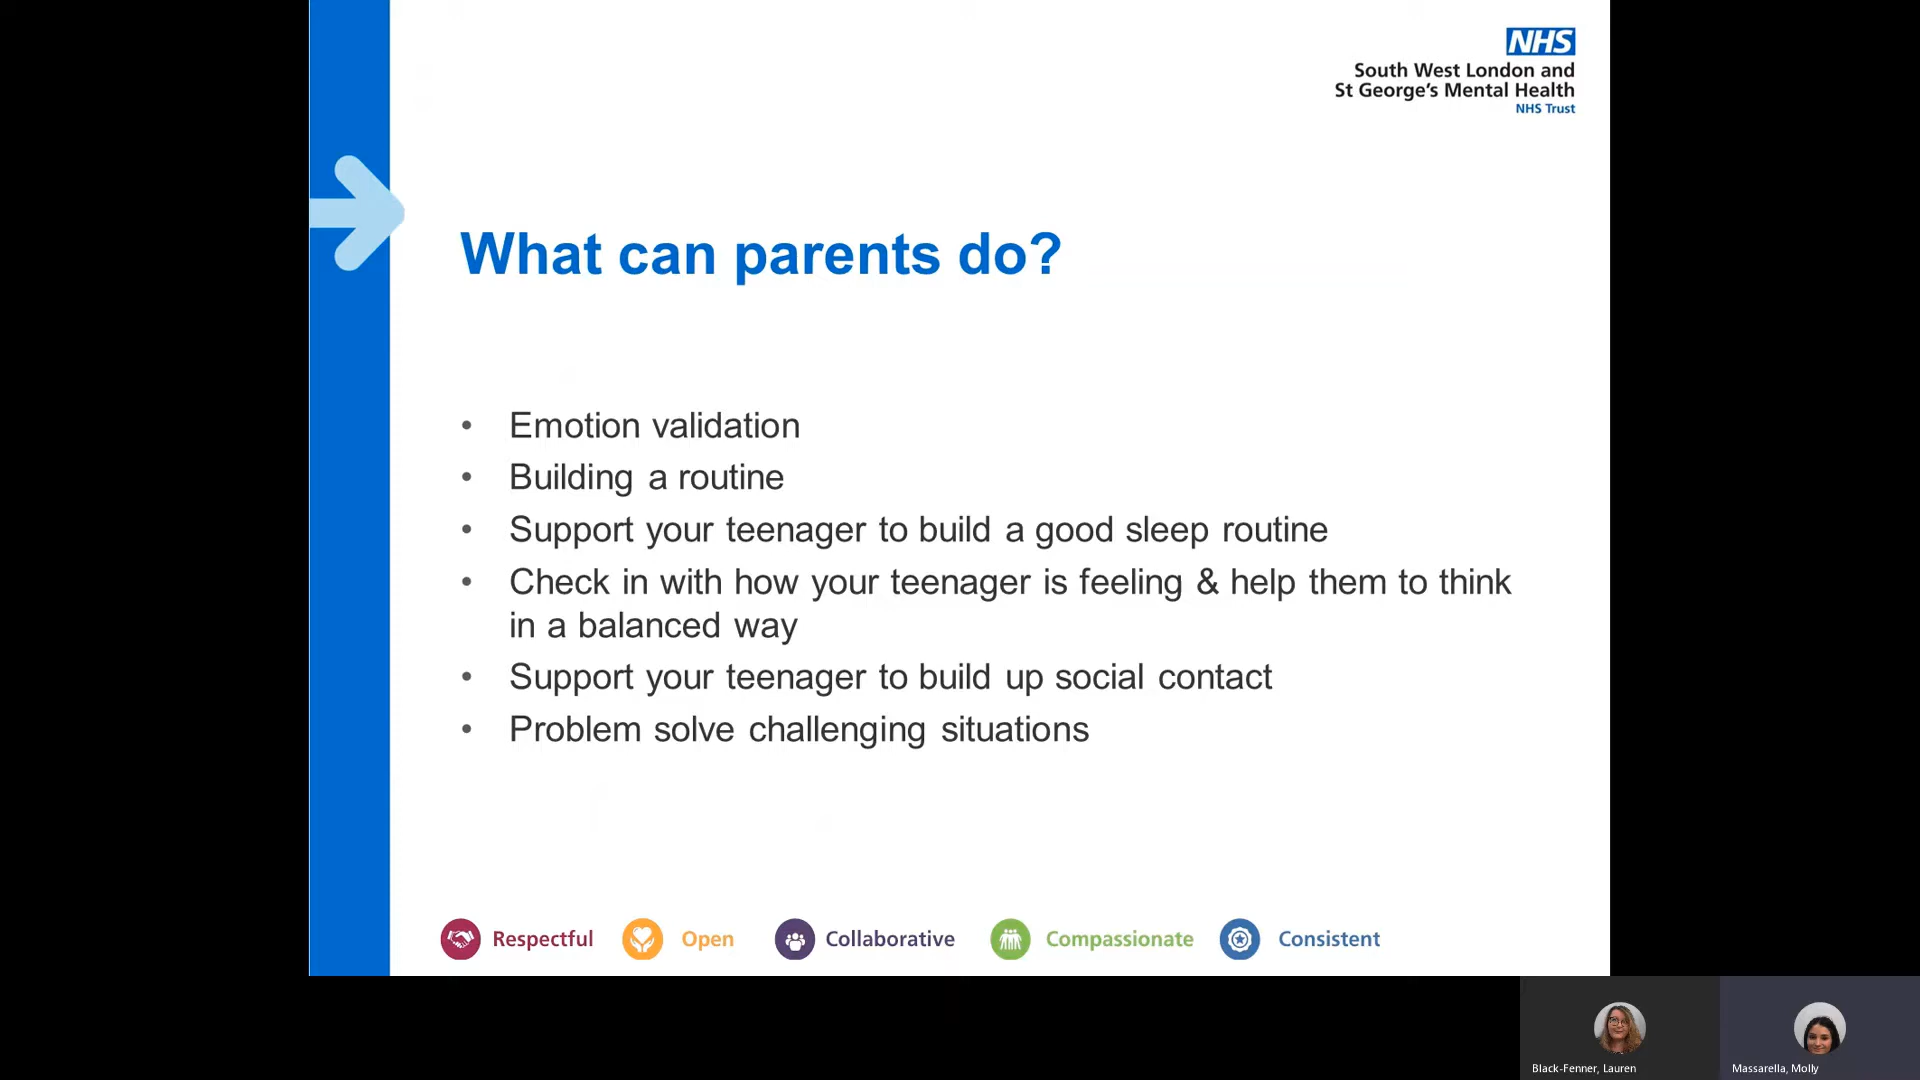 NHS
South West London and
St George's Mental Health
NHS Trust
What can parents do?
• Emotion validation
• Building a routine
• Support your teenager to build a good sleep routine
• Check in with how your teenager is feeling & help them to think
in a balanced way
• Support your teenager to build up social contact
• Problem solve challenging situations
Respectful Open Collaborative Compassionate Consistent
Black-Fenner, Lauren Massarella, Molly